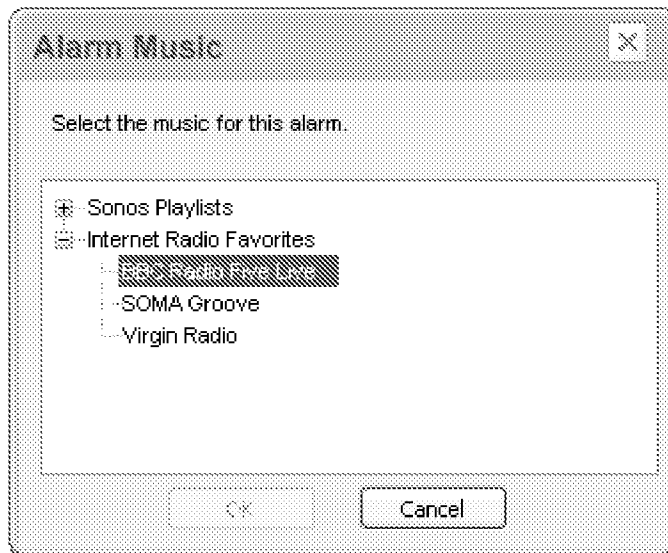 Alarm Music
Select the music for this alarm.
Sonos Playlists
Internet Radio Favorites
BBC Radio Five Live
SOMA Groove
Virgin Radio
OK
Cancel